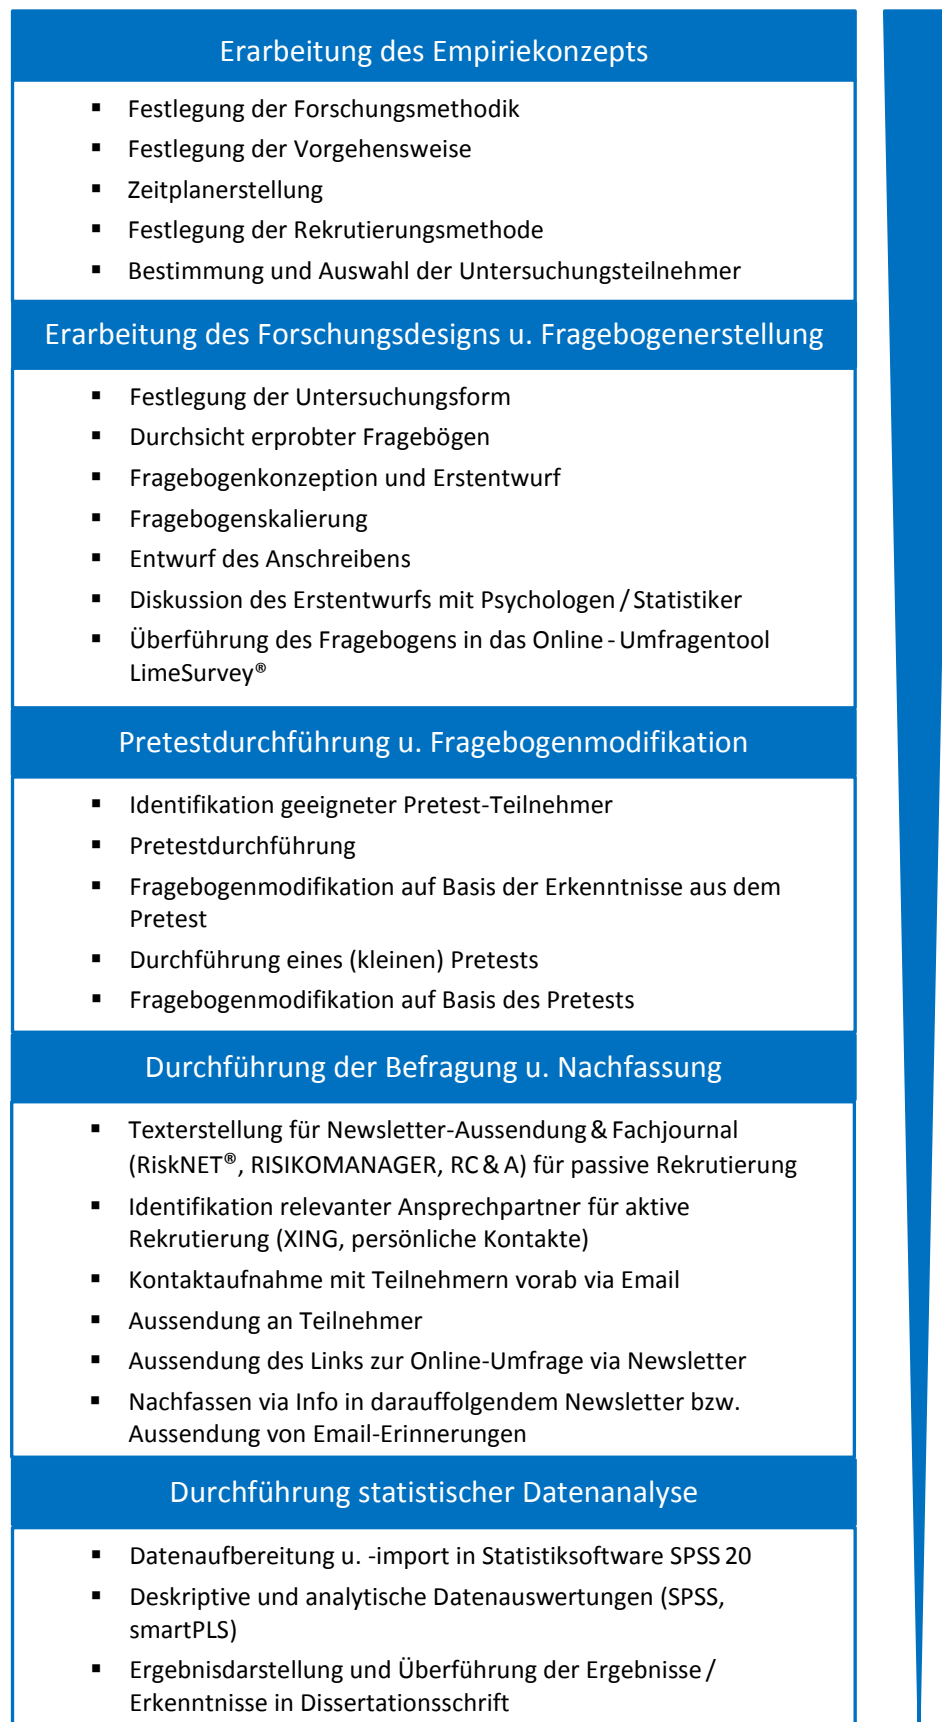 Erarbeitung des Empiriekonzepts
▪ Festlegung der Forschungsmethodik
▪ Festlegung der Vorgehensweise
▪ Zeitplanerstellung
▪ Festlegung der Rekrutierungsmethode
▪ Bestimmung und Auswahl der Untersuchungsteilnehmer
Erarbeitung des Forschungsdesigns u. Fragebogenerstellung
▪ Festlegung der Untersuchungsform
▪ Durchsicht erprobter Fragebögen
▪ Fragebogenkonzeption und Erstentwurf
▪ Fragebogenskalierung
▪ Entwurf des Anschreibens
▪ Diskussion des Erstentwurfs mit Psychologen / Statistiker
▪ Überführung des Fragebogens in das Online - Umfragentool
LimeSurvey®
Pretestdurchführung u. Fragebogenmodifikation
▪ Identifikation geeigneter Pretest-Teilnehmer
▪ Pretestdurchführung
▪ Fragebogenmodifikation auf Basis der Erkenntnisse aus dem
Pretest
▪ Durchführung eines (kleinen) Pretests
▪ Fragebogenmodifikation auf Basis des Pretests
Durchführung der Befragung u. Nachfassung
▪ Texterstellung für Newsletter-Aussendung & Fachjournal
(RiskNET®, RISIKOMANAGER, RC & A) für passive Rekrutierung
▪ Identifikation relevanter Ansprechpartner für aktive
Rekrutierung (XING, persönliche Kontakte)
▪ Kontaktaufnahme mit Teilnehmern vorab via Email
▪ Aussendung an Teilnehmer
▪ Aussendung des Links zur Online-Umfrage via Newsletter
▪ Nachfassen via Info in darauffolgendem Newsletter bzw.
Aussendung von Email-Erinnerungen
Durchführung statistischer Datenanalyse
▪ Datenaufbereitung u. -import in Statistiksoftware SPSS 20
▪ Deskriptive und analytische Datenauswertungen (SPSS,
smartPLS)
▪ Ergebnisdarstellung und Überführung der Ergebnisse /
Erkenntnisse in Dissertationsschrift